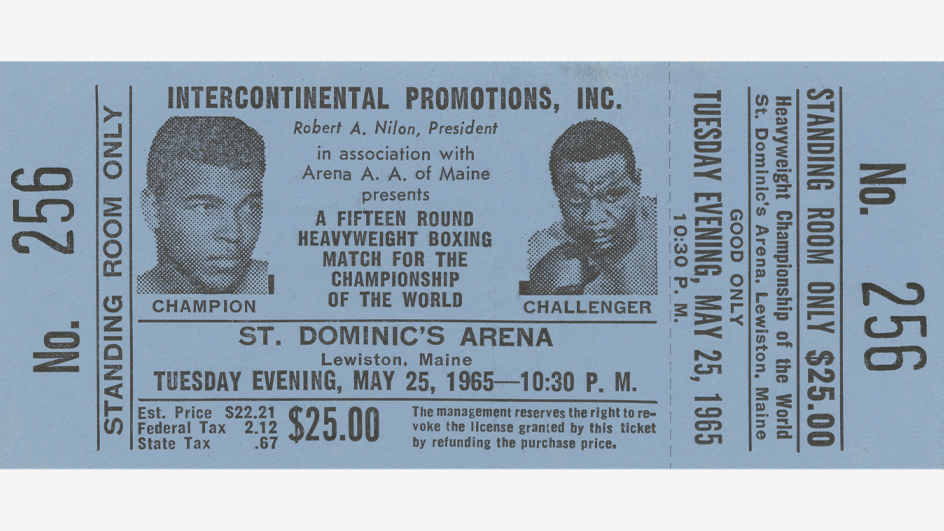 No. 256
STANDING ROOM ONLY
INTERCONTINENTAL PROMOTIONS, INC.
Robert A. Nilon, President
in association with
Arena A. A. of Maine
presents
A FIFTEEN ROUND
HEAVYWEIGHT BOXING
MATCH FOR THE
CHAMPIONSHIP
OF THE WORLD
CHAMPION
CHALLENGER
ST. DOMINIC'S ARENA
Lewiston, Maine
TUESDAY EVENING, MAY 25, 1965—10:30 P. M.
Est. Price $22.21
Federal Tax 2.12
State Tax .67
$25.00
The management reserves the right to re-
voke the license granted by this ticket
by refunding the purchase price.
No. 256
STANDING ROOM ONLY $25.00
Heavyweight Championship of the World
St. Dominic's Arena, Lewiston, Maine
GOOD ONLY
TUESDAY EVENING, MAY 25, 1965
10:30 P. M.